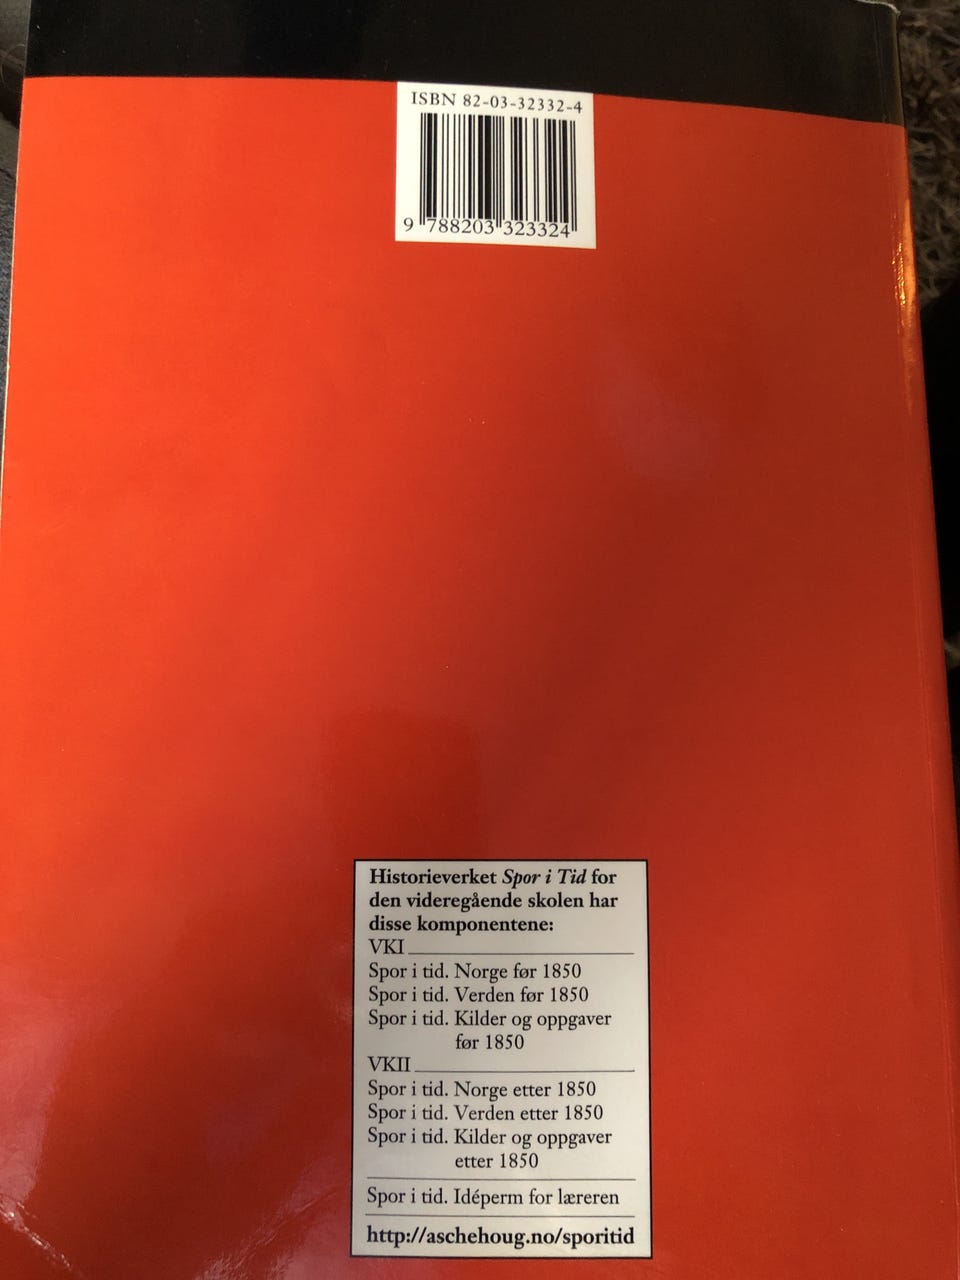 ISBN 82-03-32332-4
9 788203 323324
Historieverket Spor i Tid for
den videregående skolen har
disse komponentene:
VKI
Spor i tid. Norge før 1850
Spor i tid. Verden før 1850
Spor i tid. Kilder og oppgaver
før 1850
VKII
Spor i tid. Norge etter 1850
Spor i tid. Verden etter 1850
Spor i tid. Kilder og oppgaver
etter 1850
Spor i tid. Idéperm for læreren
http://aschehoug.no/sporitid